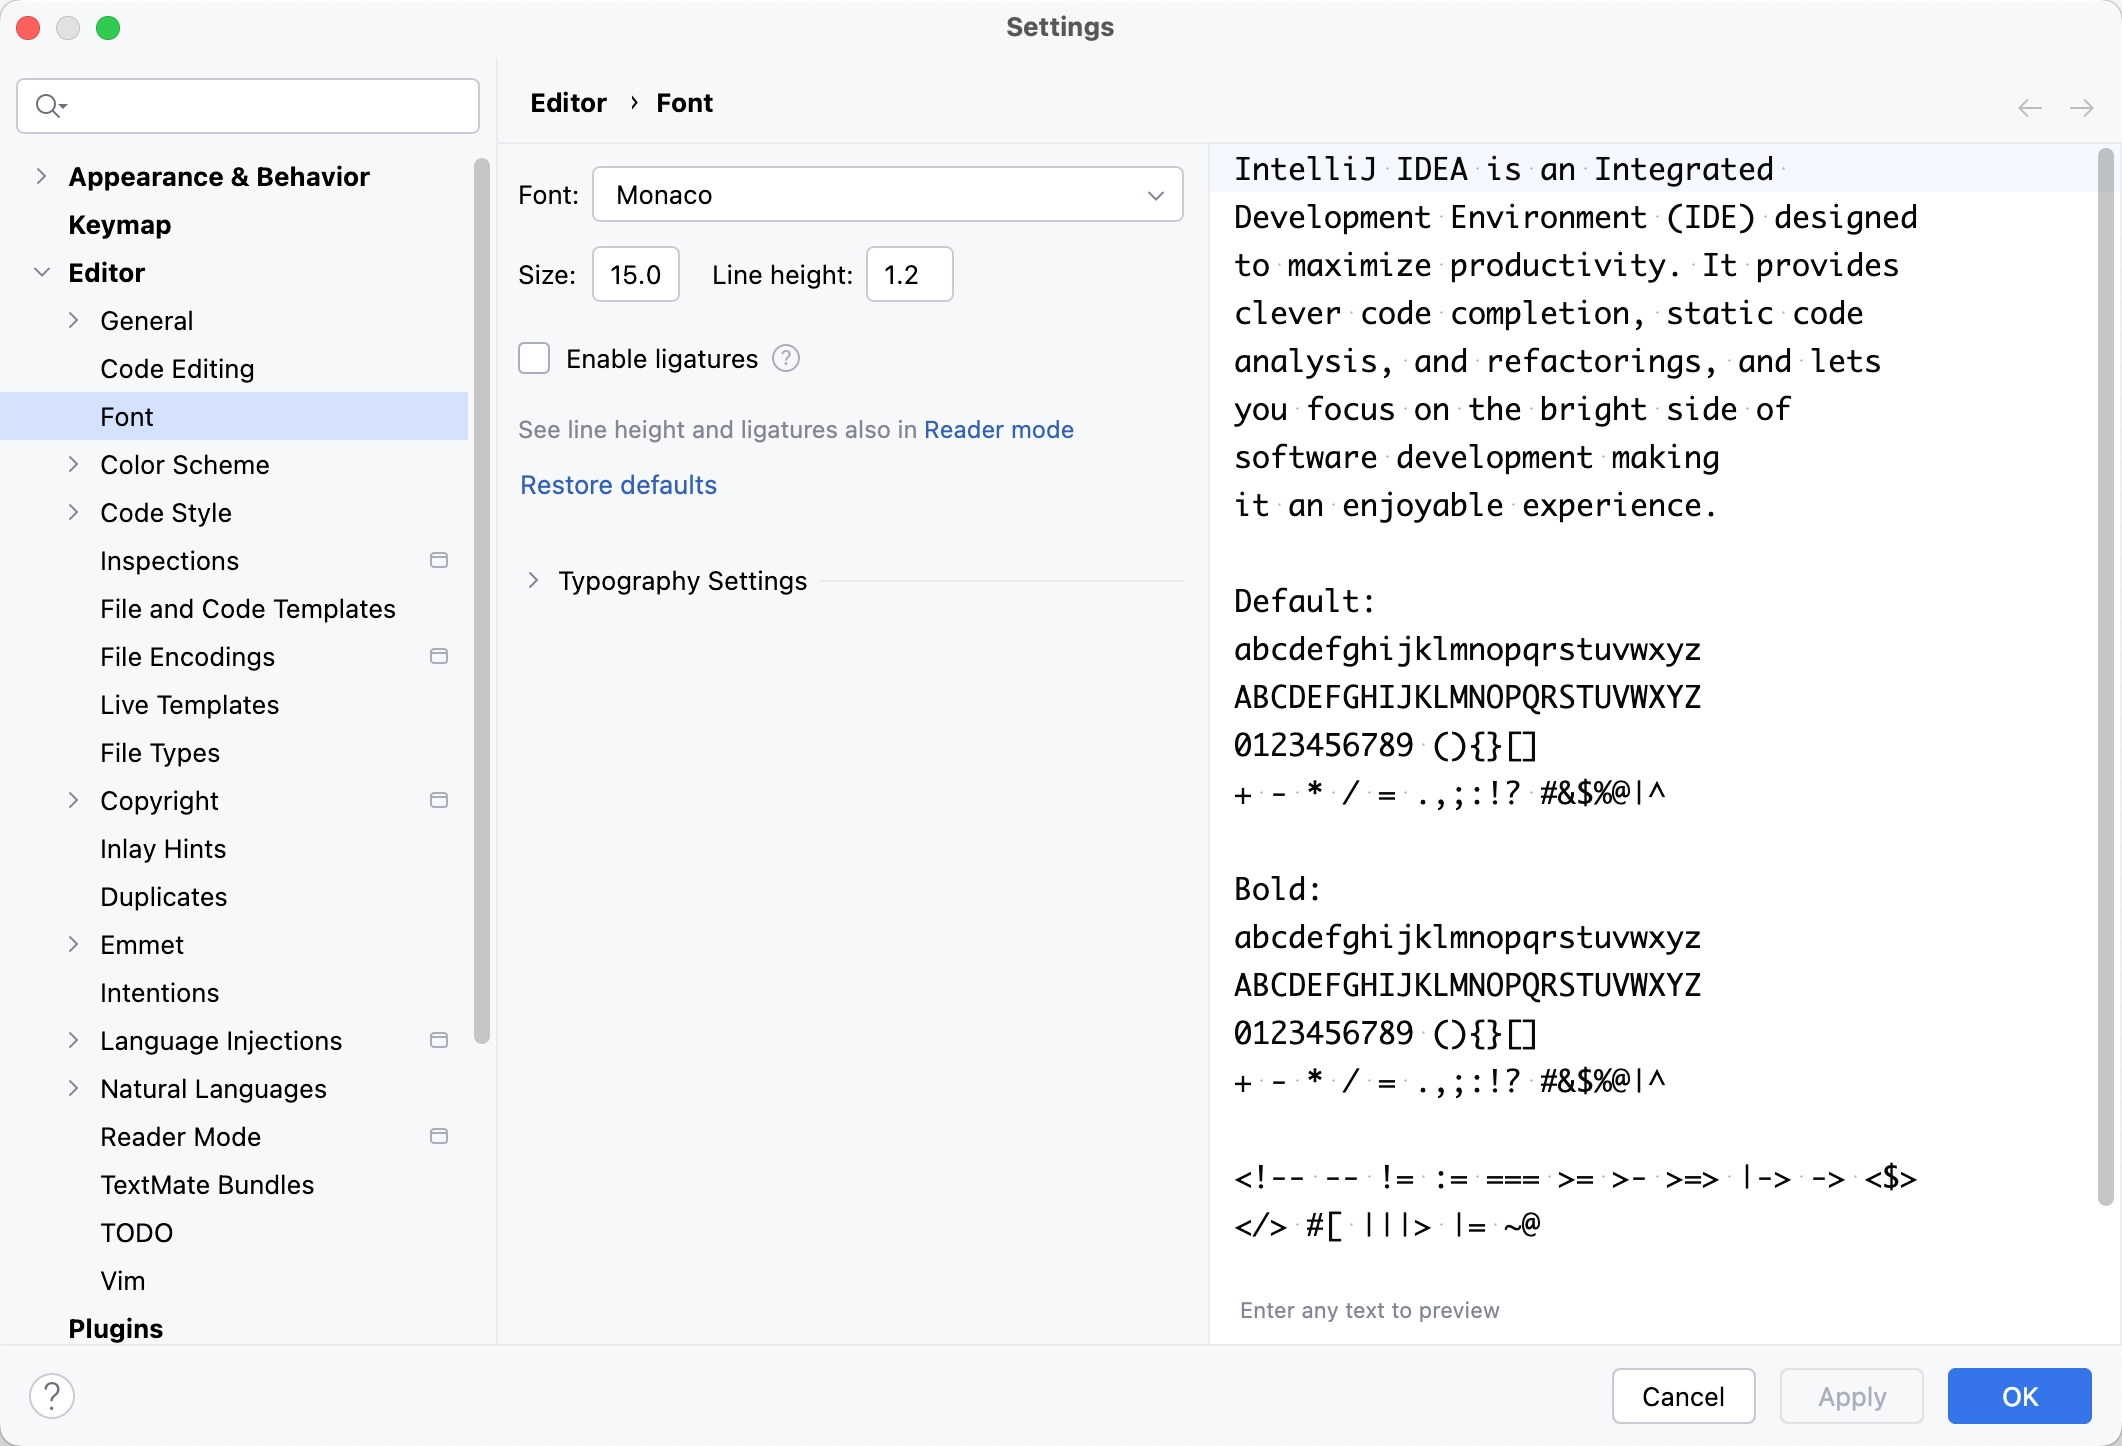 Settings
Appearance & Behavior
Keymap
Editor
General
Code Editing
Font
Color Scheme
Code Style
Inspections
File and Code Templates
File Encodings
Live Templates
File Types
Copyright
Inlay Hints
Duplicates
Emmet
Intentions
Language Injections
Natural Languages
Reader Mode
TextMate Bundles
TODO
Vim
Plugins
Editor › Font
Font: Monaco
Size: 15.0 Line height: 1.2
Enable ligatures ?
See line height and ligatures also in Reader mode
Restore defaults
Typography Settings
IntelliJ IDEA is an Integrated
Development Environment (IDE) designed
to maximize productivity. It provides
clever code completion, static code
analysis, and refactorings, and lets
you focus on the bright side of
software development making
it an enjoyable experience.
Default:
abcdefghijklmnopqrstuvwxyz
ABCDEFGHIJKLMNOPQRSTUVWXYZ
0123456789 (){}[]
+ - * / = .,;:!? #&$%@|^
Bold:
abcdefghijklmnopqrstuvwxyz
ABCDEFGHIJKLMNOPQRSTUVWXYZ
0123456789 (){}[]
+ - * / = .,;:!? #&$%@|^
<!-- -- != := === >= >- >=> |-> -> <$>
</> #[ |||> |= ~@
Enter any text to preview
?
Cancel
Apply
OK